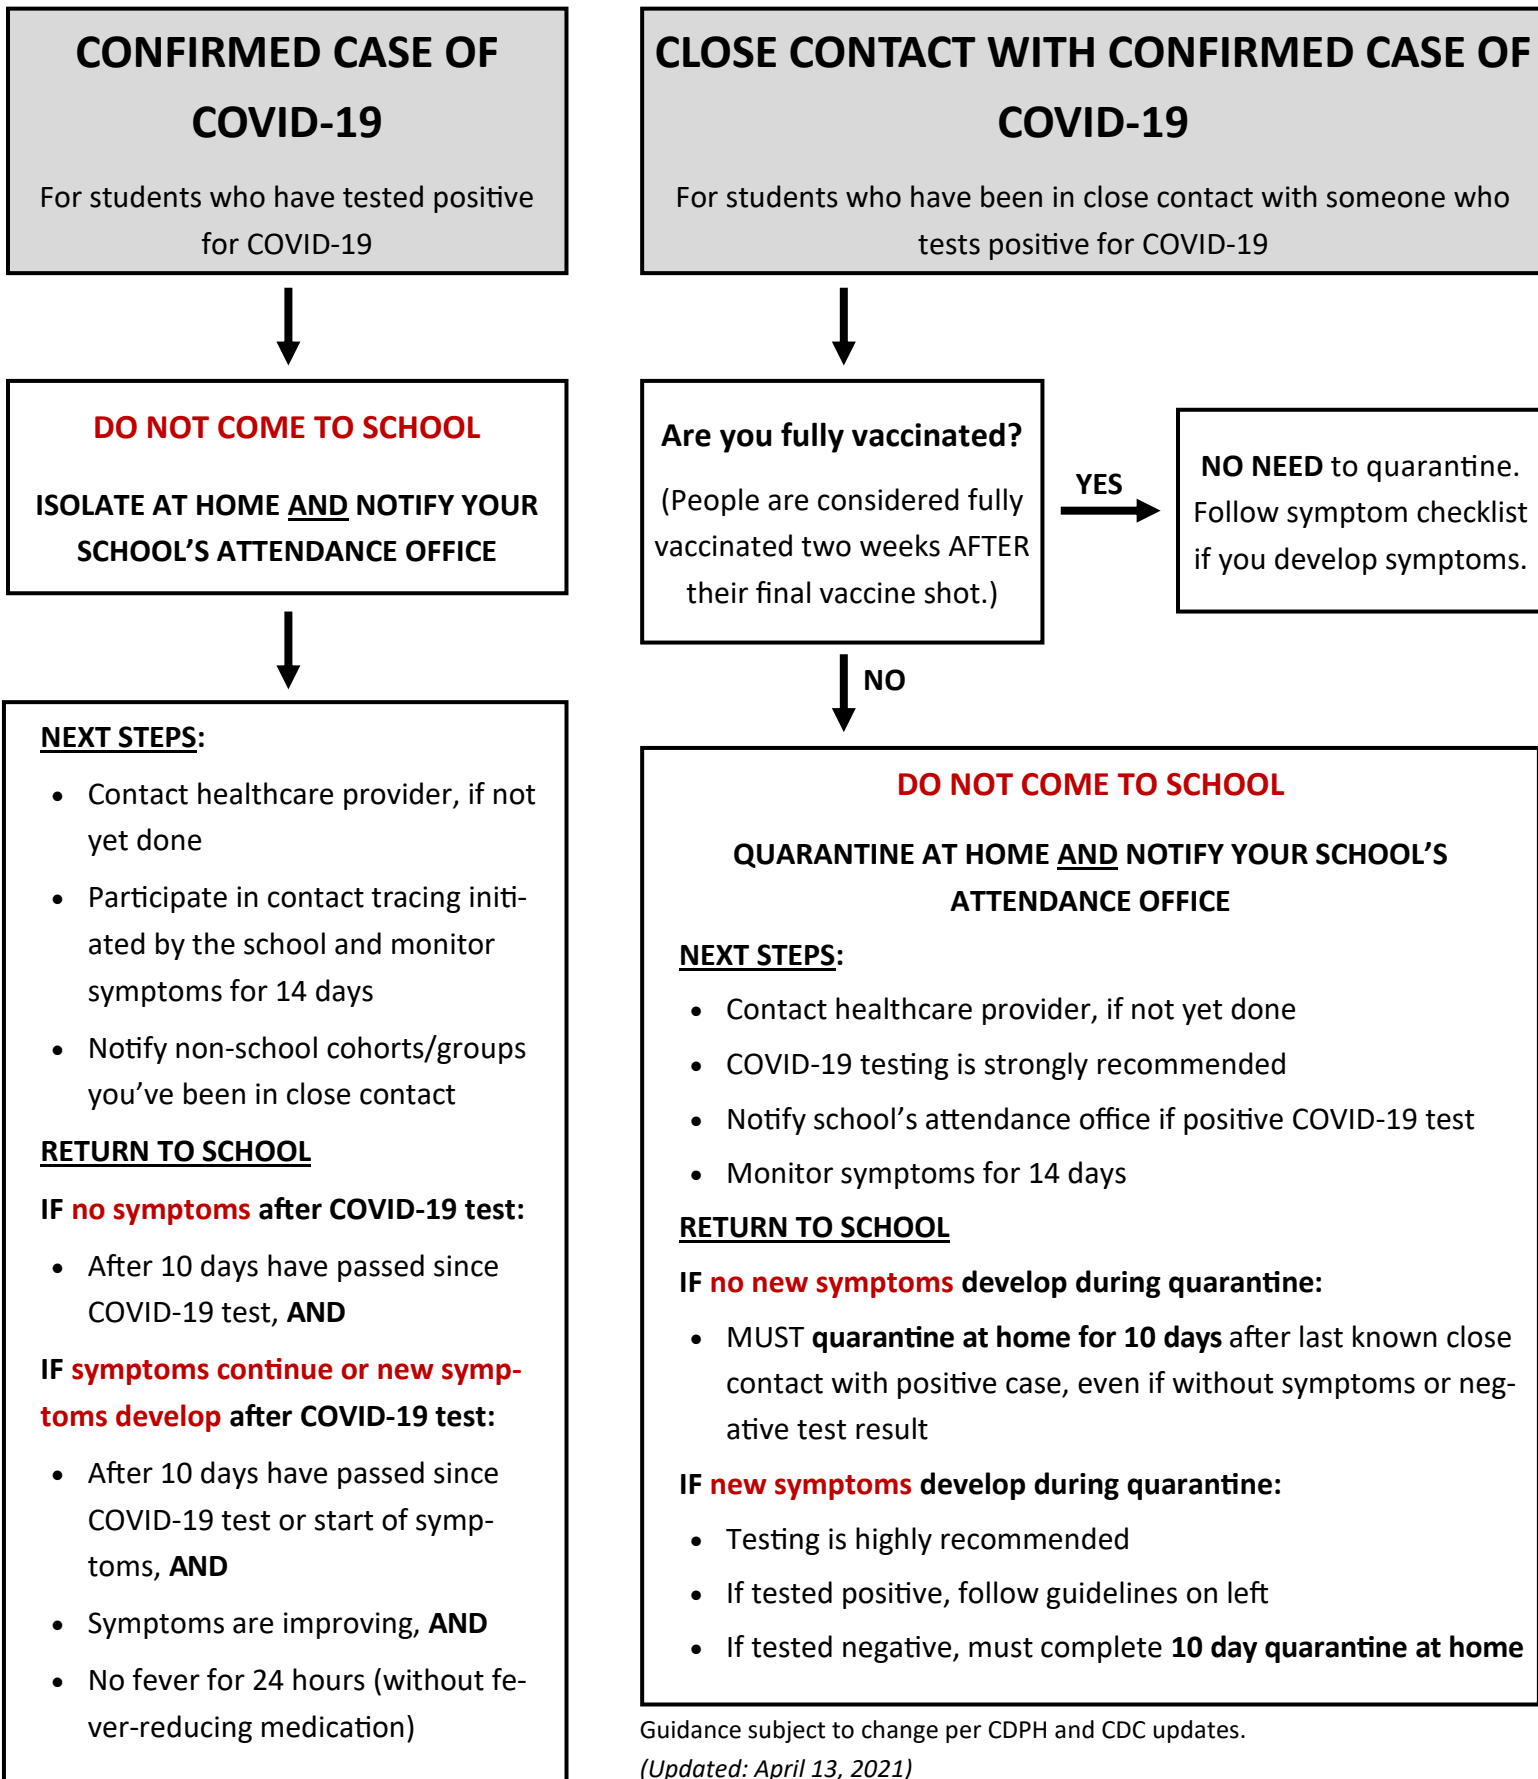 CONFIRMED CASE OF
COVID-19
For students who have tested positive
for COVID-19
DO NOT COME TO SCHOOL
ISOLATE AT HOME AND NOTIFY YOUR
SCHOOL’S ATTENDANCE OFFICE
NEXT STEPS:
• Contact healthcare provider, if not
yet done
• Participate in contact tracing initi-
ated by the school and monitor
symptoms for 14 days
• Notify non-school cohorts/groups
you’ve been in close contact
RETURN TO SCHOOL
IF no symptoms after COVID-19 test:
• After 10 days have passed since
COVID-19 test, AND
IF symptoms continue or new symp-
toms develop after COVID-19 test:
• After 10 days have passed since
COVID-19 test or start of symp-
toms, AND
• Symptoms are improving, AND
• No fever for 24 hours (without fe-
ver-reducing medication)
CLOSE CONTACT WITH CONFIRMED CASE OF
COVID-19
For students who have been in close contact with someone who
tests positive for COVID-19
Are you fully vaccinated?
(People are considered fully
vaccinated two weeks AFTER
their final vaccine shot.)
YES
NO NEED to quarantine.
Follow symptom checklist
if you develop symptoms.
NO
DO NOT COME TO SCHOOL
QUARANTINE AT HOME AND NOTIFY YOUR SCHOOL’S
ATTENDANCE OFFICE
NEXT STEPS:
• Contact healthcare provider, if not yet done
• COVID-19 testing is strongly recommended
• Notify school’s attendance office if positive COVID-19 test
• Monitor symptoms for 14 days
RETURN TO SCHOOL
IF no new symptoms develop during quarantine:
• MUST quarantine at home for 10 days after last known close
contact with positive case, even if without symptoms or neg-
ative test result
IF new symptoms develop during quarantine:
• Testing is highly recommended
• If tested positive, follow guidelines on left
• If tested negative, must complete 10 day quarantine at home
Guidance subject to change per CDPH and CDC updates.
(Updated: April 13, 2021)